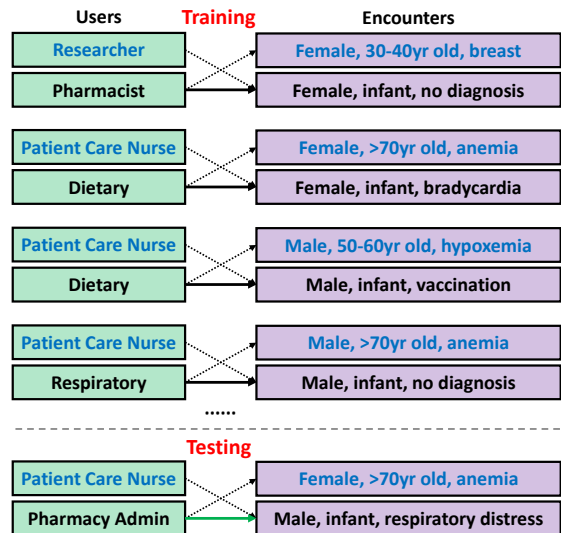 Users Training Encounters
Researcher Female, 30-40yr old, breast
Pharmacist Female, infant, no diagnosis
Patient Care Nurse Female, >70yr old, anemia
Dietary Female, infant, bradycardia
Patient Care Nurse Male, 50-60yr old, hypoxemia
Dietary Male, infant, vaccination
Patient Care Nurse Male, >70yr old, anemia
Respiratory Male, infant, no diagnosis
......
Testing
Patient Care Nurse Female, >70yr old, anemia
Pharmacy Admin Male, infant, respiratory distress